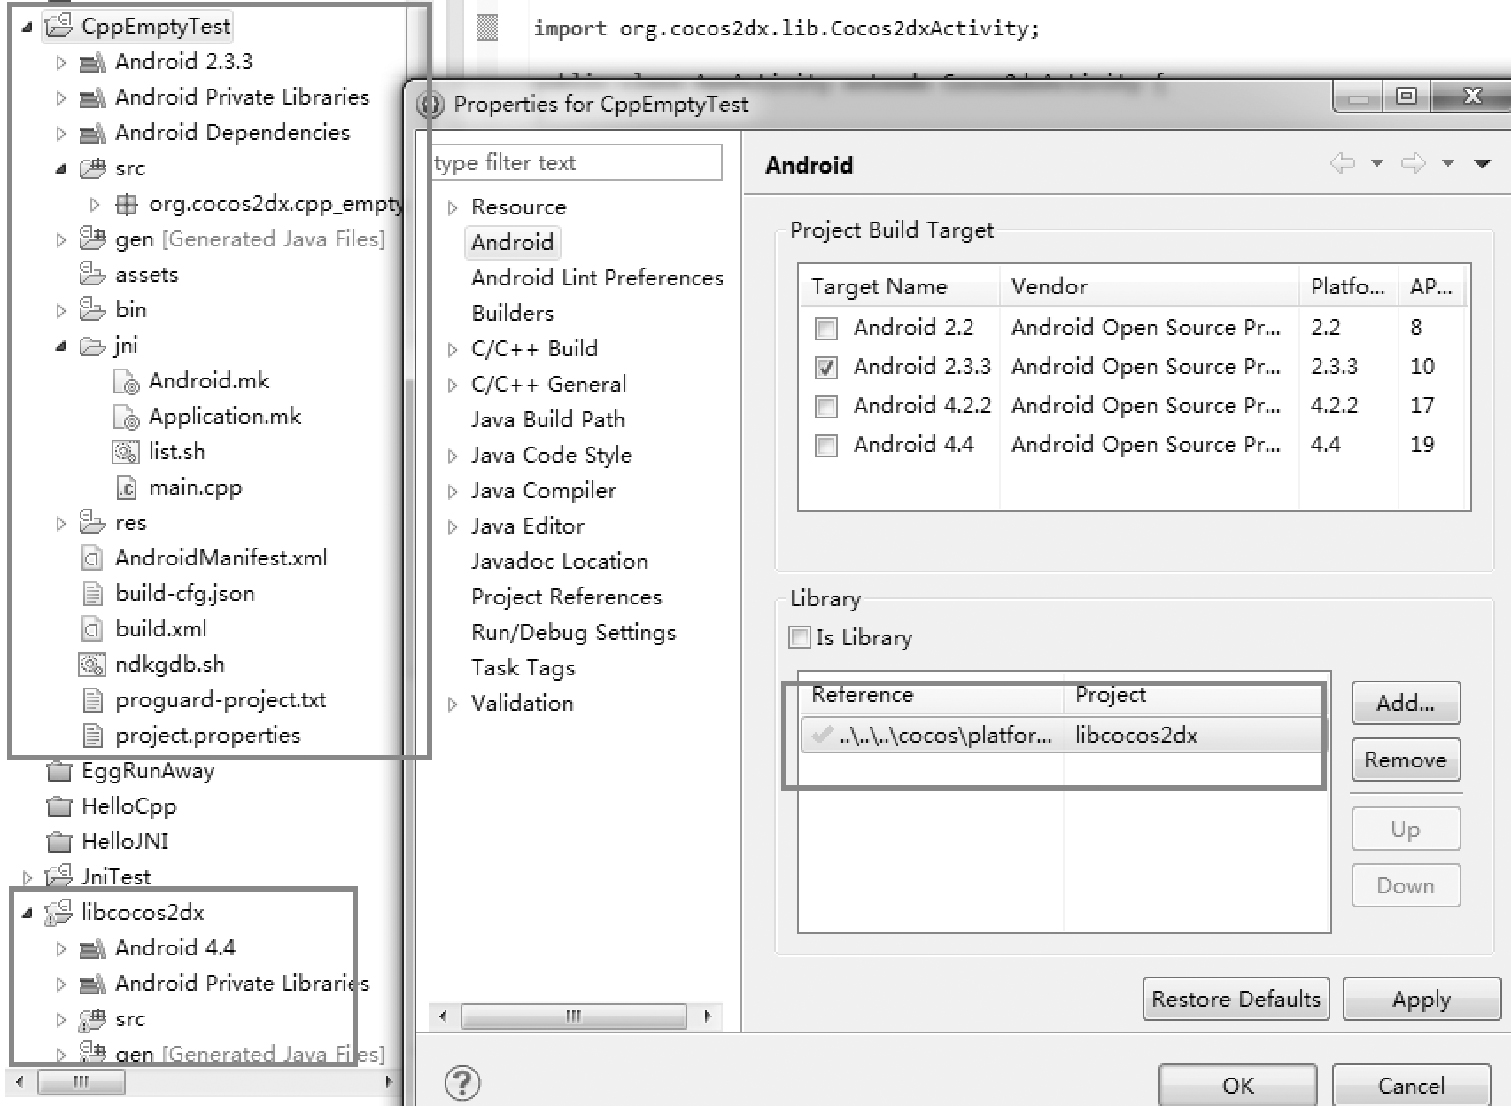 CppEmptyTest
Android 2.3.3
Android Private Libraries
Android Dependencies
src
org.cocos2dx.cpp_empty
gen [Generated Java Files]
assets
bin
jni
Android.mk
Application.mk
list.sh
main.cpp
res
AndroidManifest.xml
build-cfg.json
build.xml
ndkgdb.sh
proguard-project.txt
project.properties
EggRunAway
HelloCpp
HelloJNI
JniTest
libcocos2dx
Android 4.4
Android Private Libraries
src
gen [Generated Java Files]
import org.cocos2dx.lib.Cocos2dxActivity;
Properties for CppEmptyTest
type filter text
Resource
Android
Android Lint Preferences
Builders
C/C++ Build
C/C++ General
Java Build Path
Java Code Style
Java Compiler
Java Editor
Javadoc Location
Project References
Run/Debug Settings
Task Tags
Validation
Android
Project Build Target
Target Name Vendor Platfo... AP...
Android 2.2 Android Open Source Pr... 2.2 8
Android 2.3.3 Android Open Source Pr... 2.3.3 10
Android 4.2.2 Android Open Source Pr... 4.2.2 17
Android 4.4 Android Open Source Pr... 4.4 19
Library
Is Library
Reference Project
..\..\..\cocos\platfor... libcocos2dx
Add...
Remove
Up
Down
Restore Defaults Apply
OK Cancel